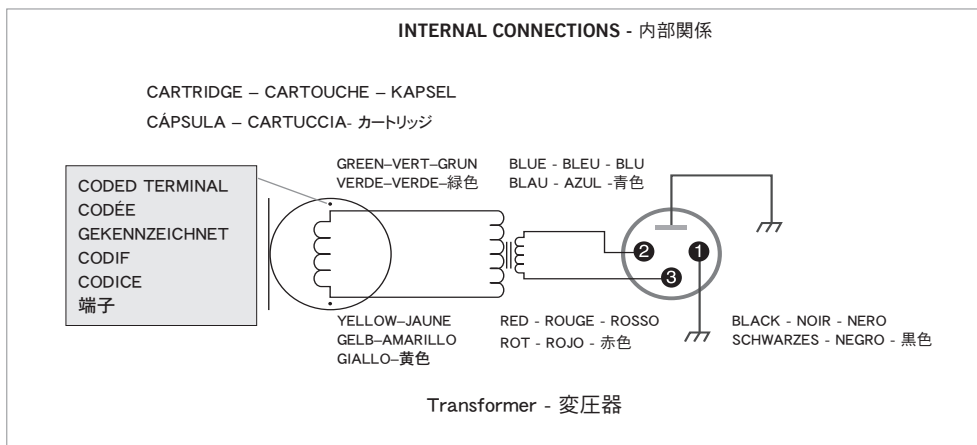 INTERNAL CONNECTIONS - 内部関係
CARTRIDGE – CARTOUCHE – KAPSEL
CÁPSULA – CARTUCCIA- カートリッジ
CODED TERMINAL
CODÉE
GEKENNZEICHNET
CODIF
CODICE
端子
GREEN–VERT–GRUN
VERDE–VERDE–緑色
BLUE - BLEU - BLU
BLAU - AZUL -青色
2
1
3
YELLOW–JAUNE
GELB–AMARILLO
GIALLO–黄色
RED - ROUGE - ROSSO
ROT - ROJO - 赤色
BLACK - NOIR - NERO
SCHWARZES - NEGRO - 黒色
Transformer - 変圧器